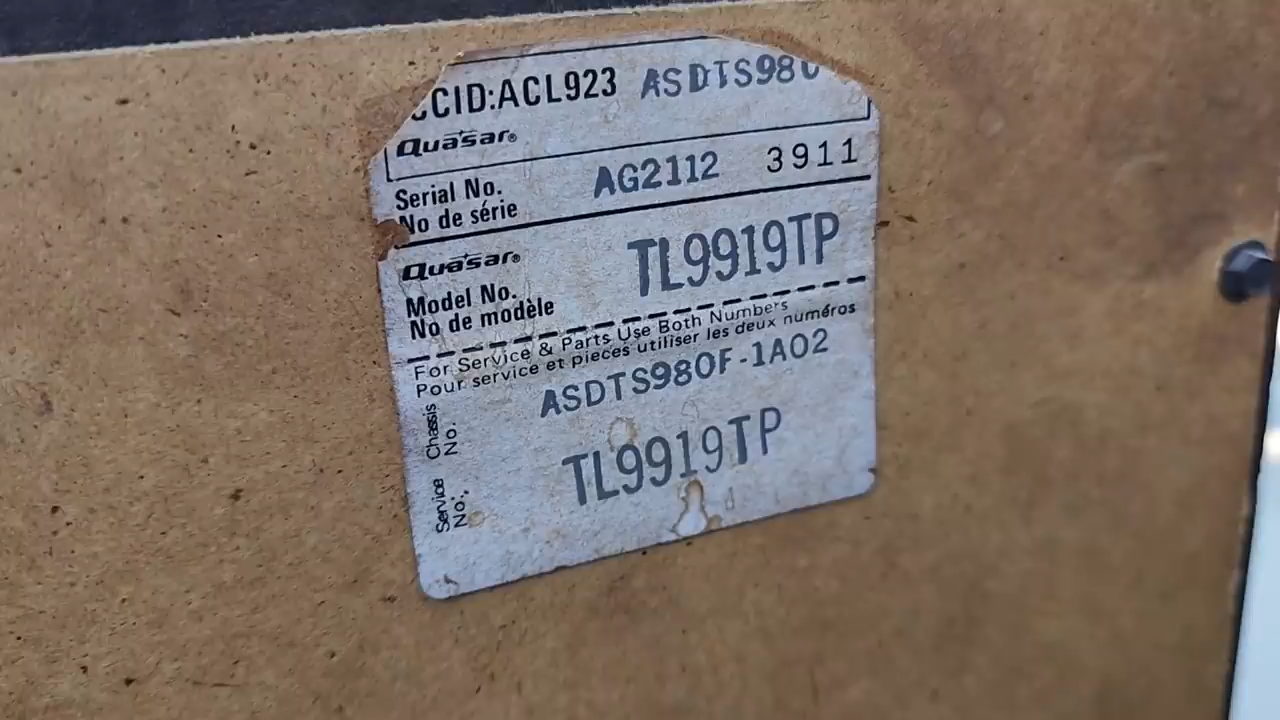 CID:ACL923 ASDTS980
Quasar®
Serial No. AG2112 3911
No de série
Quasar®
Model No. TL9919TP
No de modèle
For Service & Parts Use Both Numbers
Pour service et pieces utiliser les deux numéros
Chassis No. ASDTS980F-1A02
Service No. TL9919TP